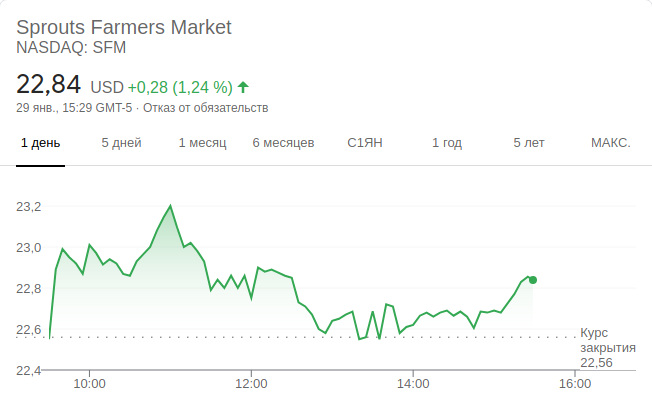 Sprouts Farmers Market
NASDAQ: SFM
22,84 USD +0,28 (1,24 %)
29 янв., 15:29 GMT-5 · Отказ от обязательств
1 день 5 дней 1 месяц 6 месяцев С1ЯН 1 год 5 лет МАКС.
23,2
23,0
22,8
22,6
22,4
Курс
закрытия
22,56
10:00 12:00 14:00 16:00